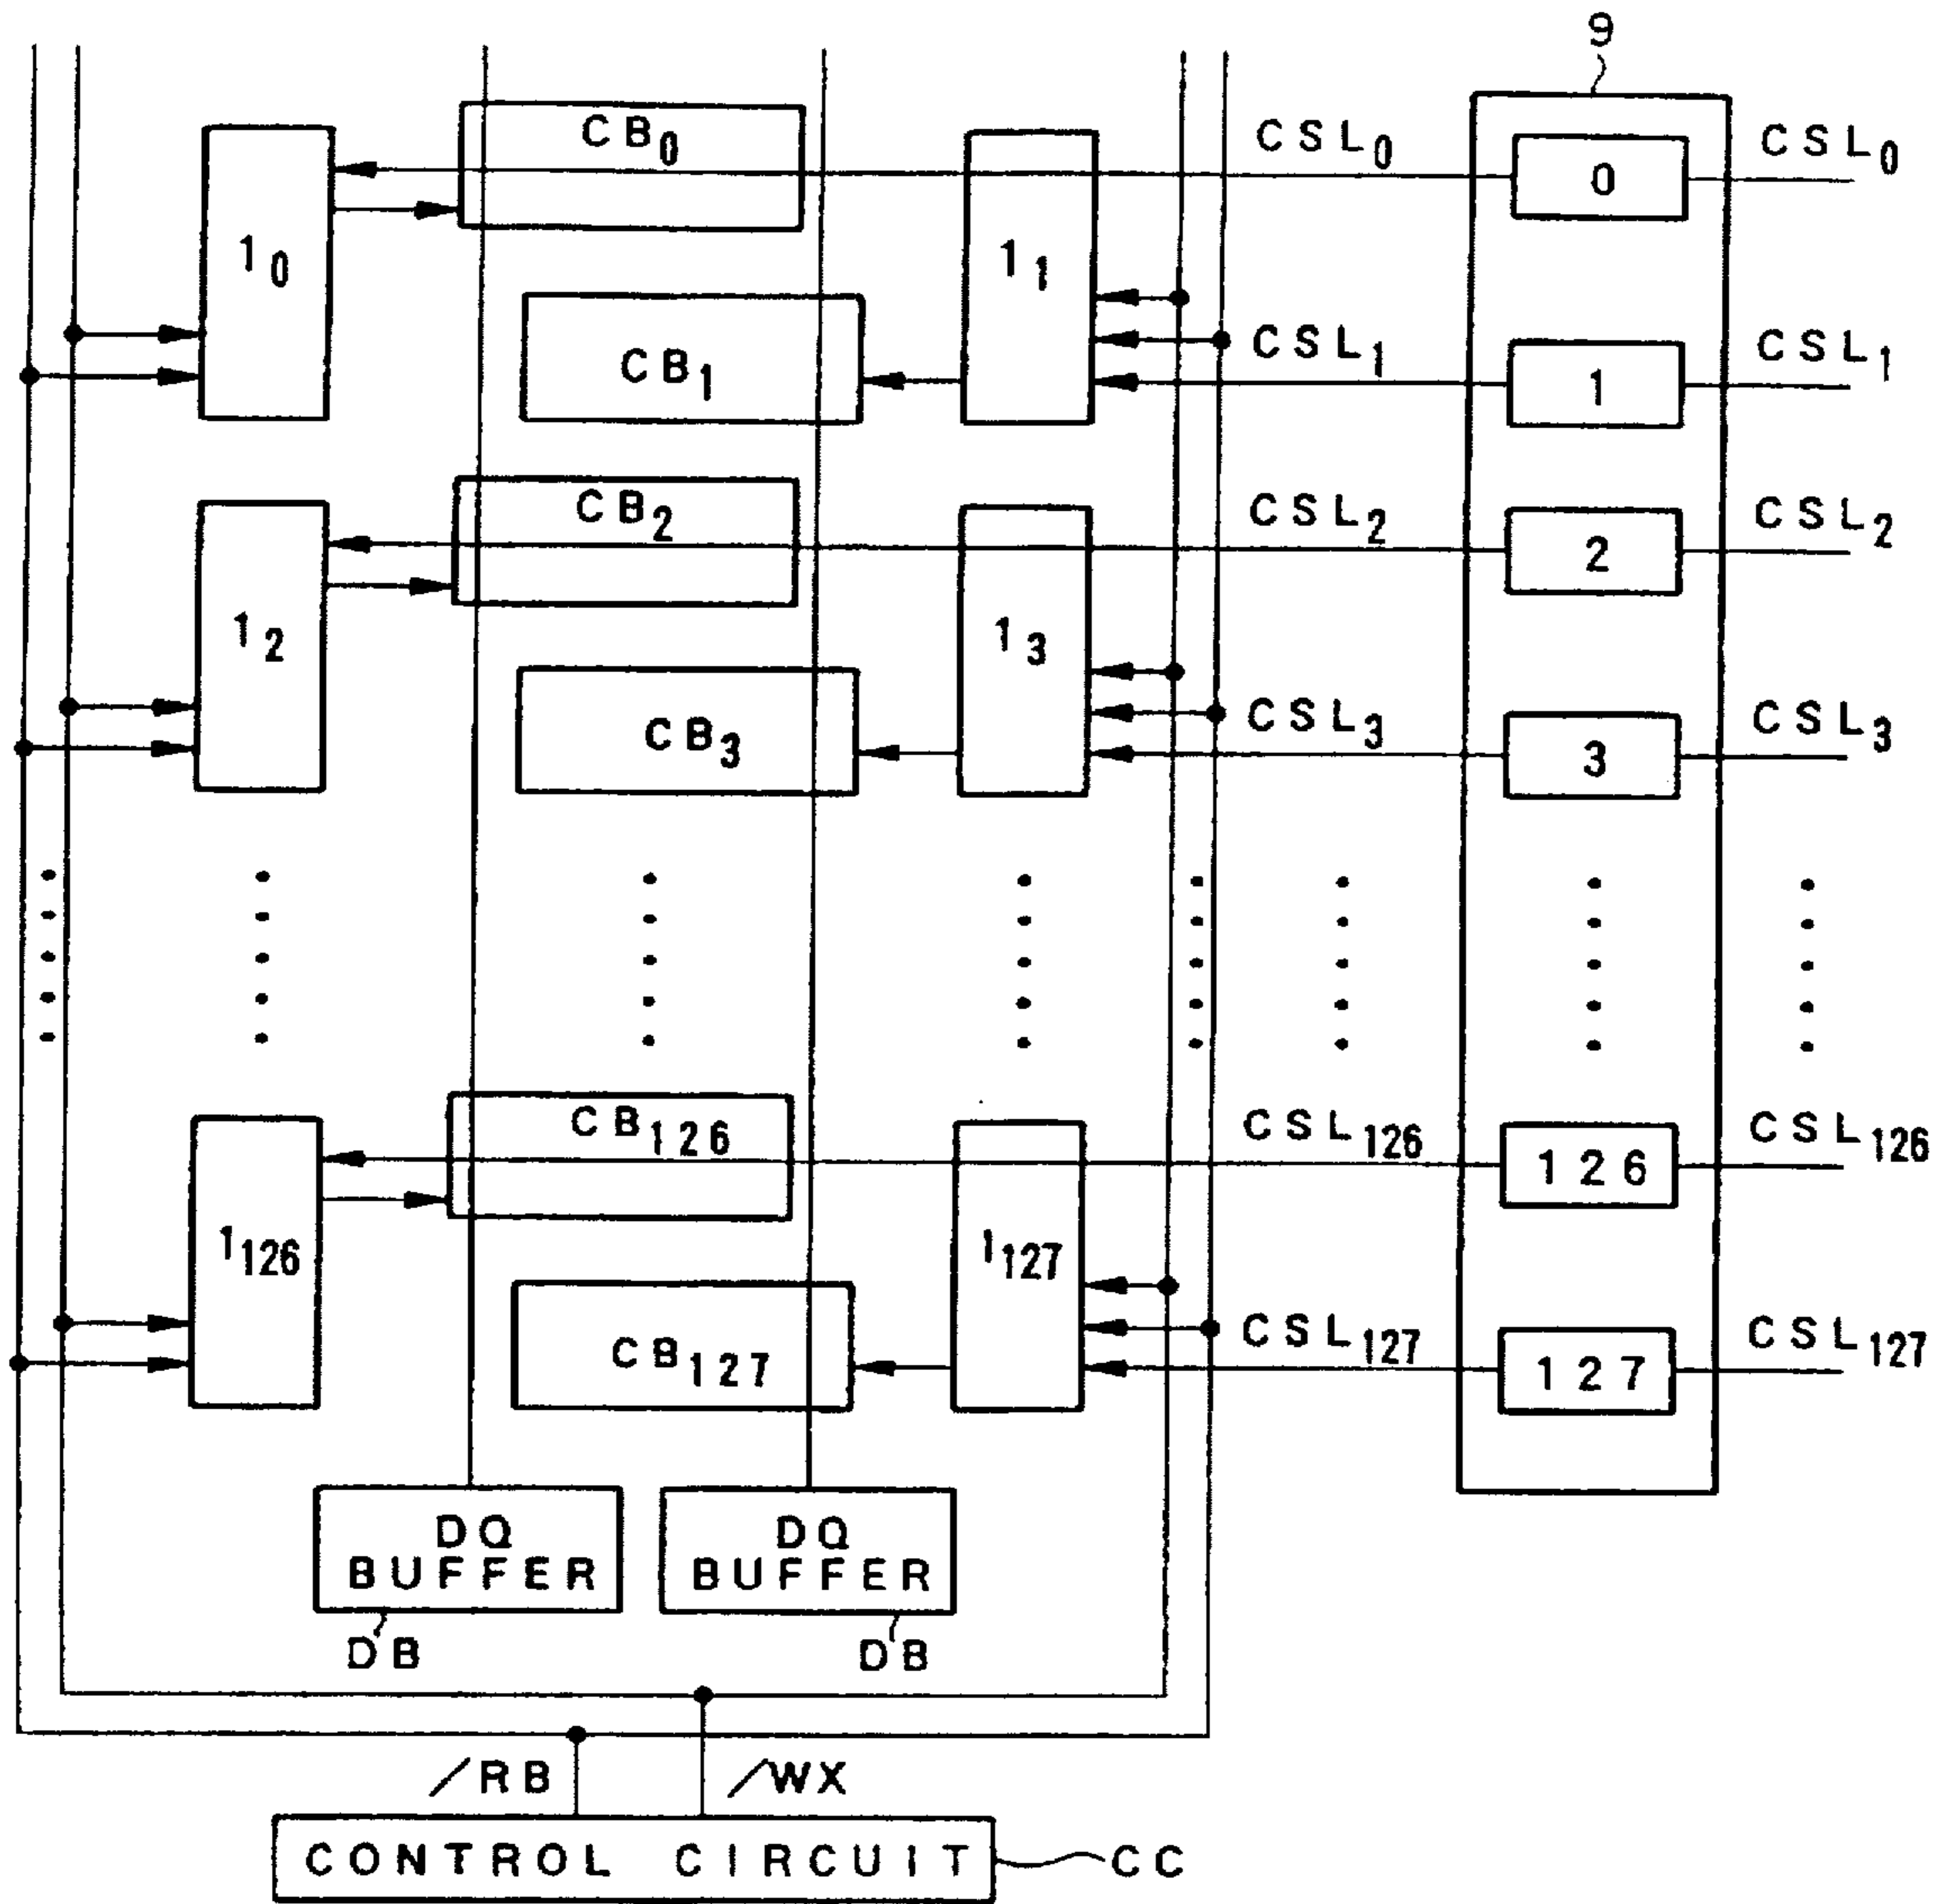 9
CB0 CSL0 0 CSL0
10 11
CB1 CSL1 1 CSL1
CB2 CSL2 2 CSL2
12 13
CB3 CSL3 3 CSL3
CB126 CSL126 126 CSL126
1126 1127
CB127 CSL127 127 CSL127
DQ BUFFER
DQ BUFFER
DB DB
/RB /WX
CONTROL CIRCUIT CC